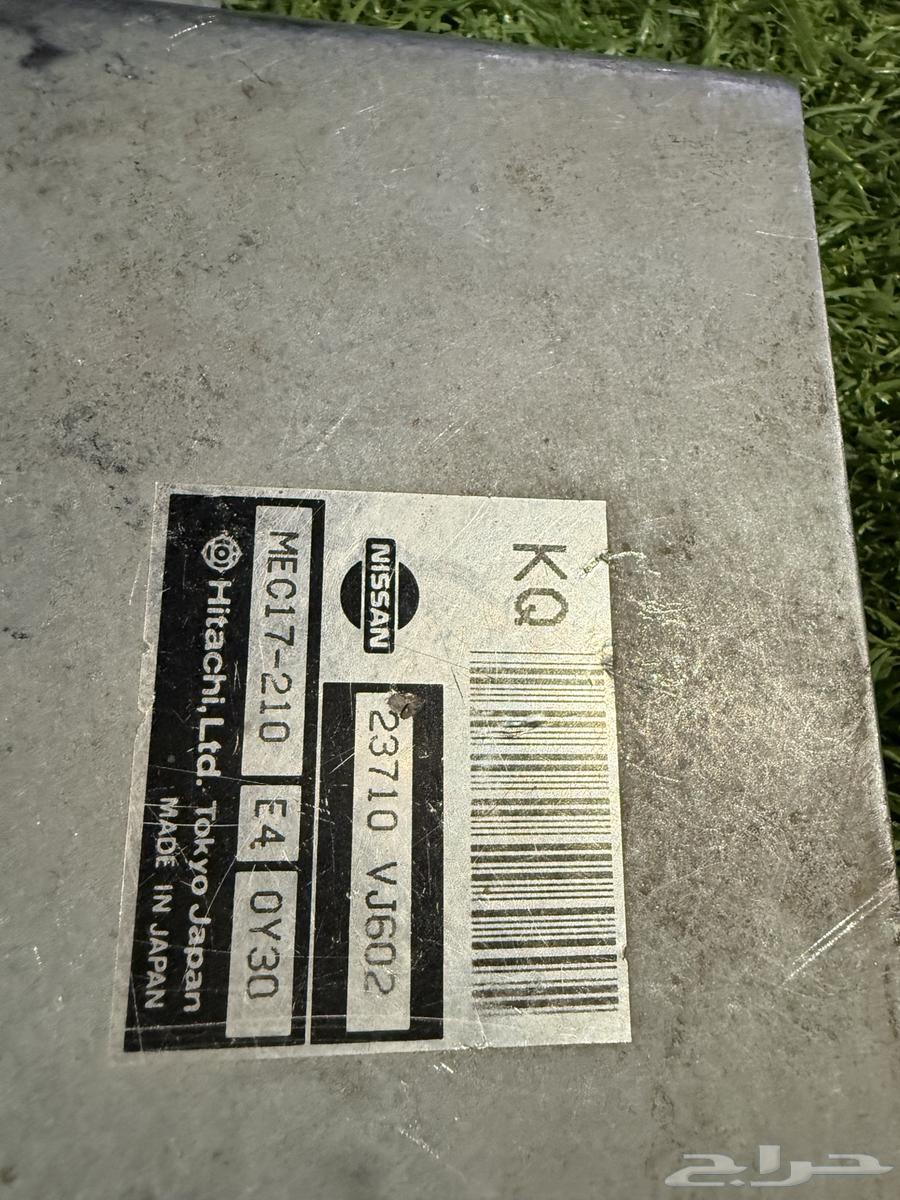 KQ
NISSAN
23710 VJ602
MEC17-210 E4 0Y30
Hitachi, Ltd. Tokyo Japan
MADE IN JAPAN
حراج